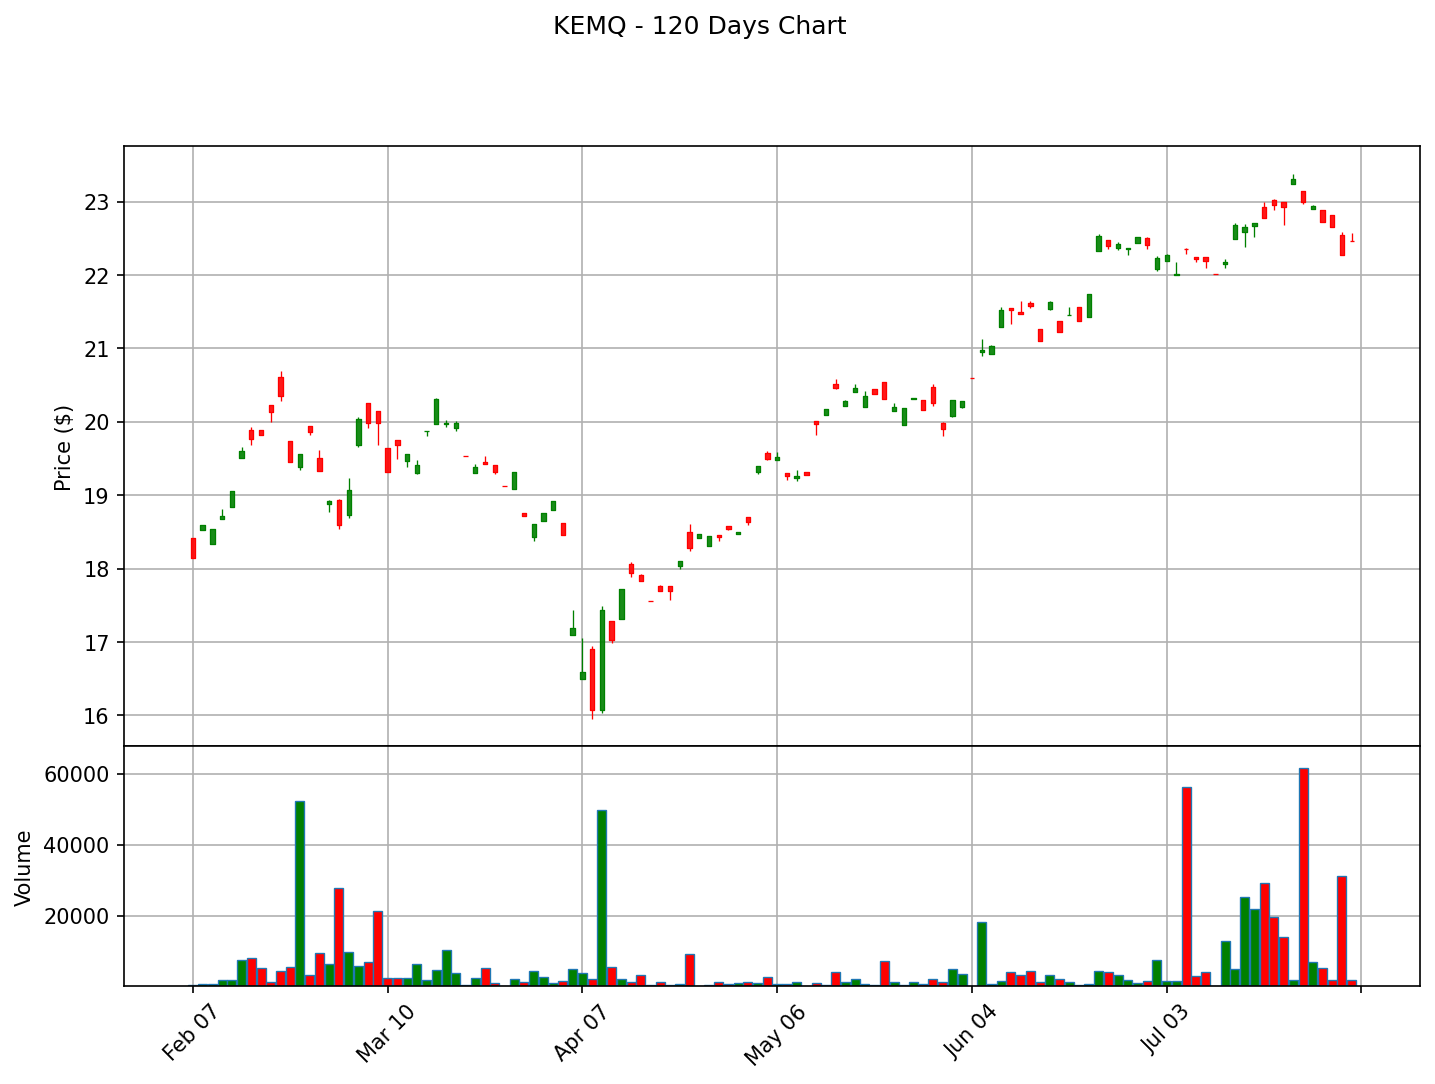 KEMQ - 120 Days Chart
Price ($)
23
22
21
20
19
18
17
16
Volume
60000
40000
20000
Feb 07
Mar 10
Apr 07
May 06
Jun 04
Jul 03